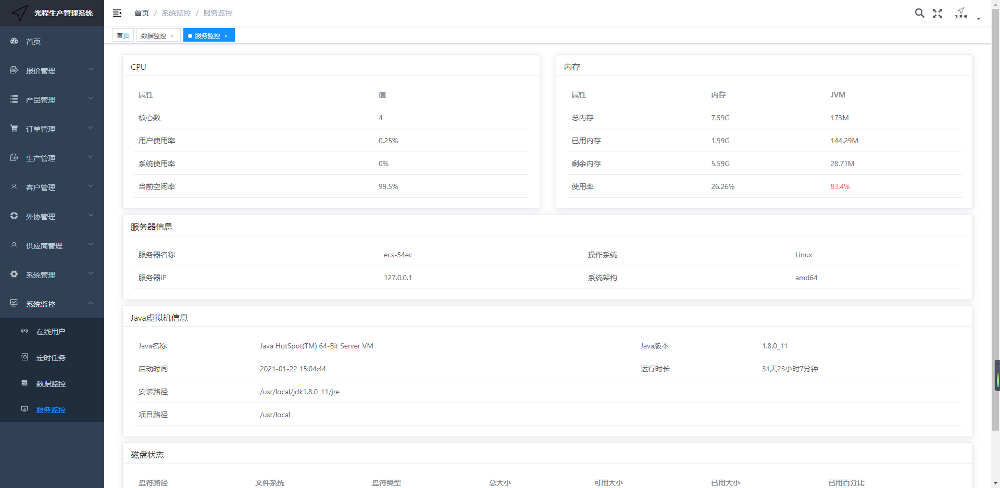 光程生产管理系统
首页 / 系统监控 / 服务监控
首页 数据监控 × 服务监控 ×
首页
报价管理
产品管理
订单管理
生产管理
客户管理
外协管理
供应商管理
系统管理
系统监控
在线用户
定时任务
数据监控
服务监控
CPU
属性 值
核心数 4
用户使用率 0.25%
系统使用率 0%
当前空闲率 99.5%
内存
属性 内存 JVM
总内存 7.59G 173M
已用内存 1.99G 144.29M
剩余内存 5.59G 28.71M
使用率 26.26% 83.4%
服务器信息
服务器名称 ecs-54ec 操作系统 Linux
服务器IP 127.0.0.1 系统架构 amd64
Java虚拟机信息
Java名称 Java HotSpot(TM) 64-Bit Server VM Java版本 1.8.0_11
启动时间 2021-01-22 15:04:44 运行时长 31天23小时7分钟
安装路径 /usr/local/jdk1.8.0_11/jre
项目路径 /usr/local
磁盘状态
盘符路径 文件系统 盘符类型 总大小 可用大小 已用大小 已用百分比